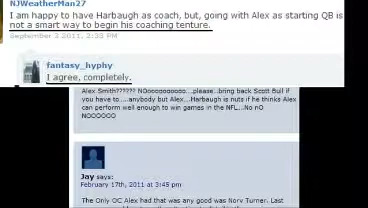 NJWeatherMan27
I am happy to have Harbaugh as coach, but, going with Alex as starting QB is
not a smart way to begin his coaching tenture.
September 3 2011, 2:35 PM
fantasy_hyphy
I agree, completely.
Alex Smith?????? NOoooooooooo...please...bring back Scott Bull if
you have to....anybody but Alex...Harbaugh is nuts if he thinks Alex
can perform well enough to win games in the NFL...No nO
NOOOOOO
Jay says:
February 17th, 2011 at 3:45 pm
The Only OC Alex had that was any good was Norv Turner. Last